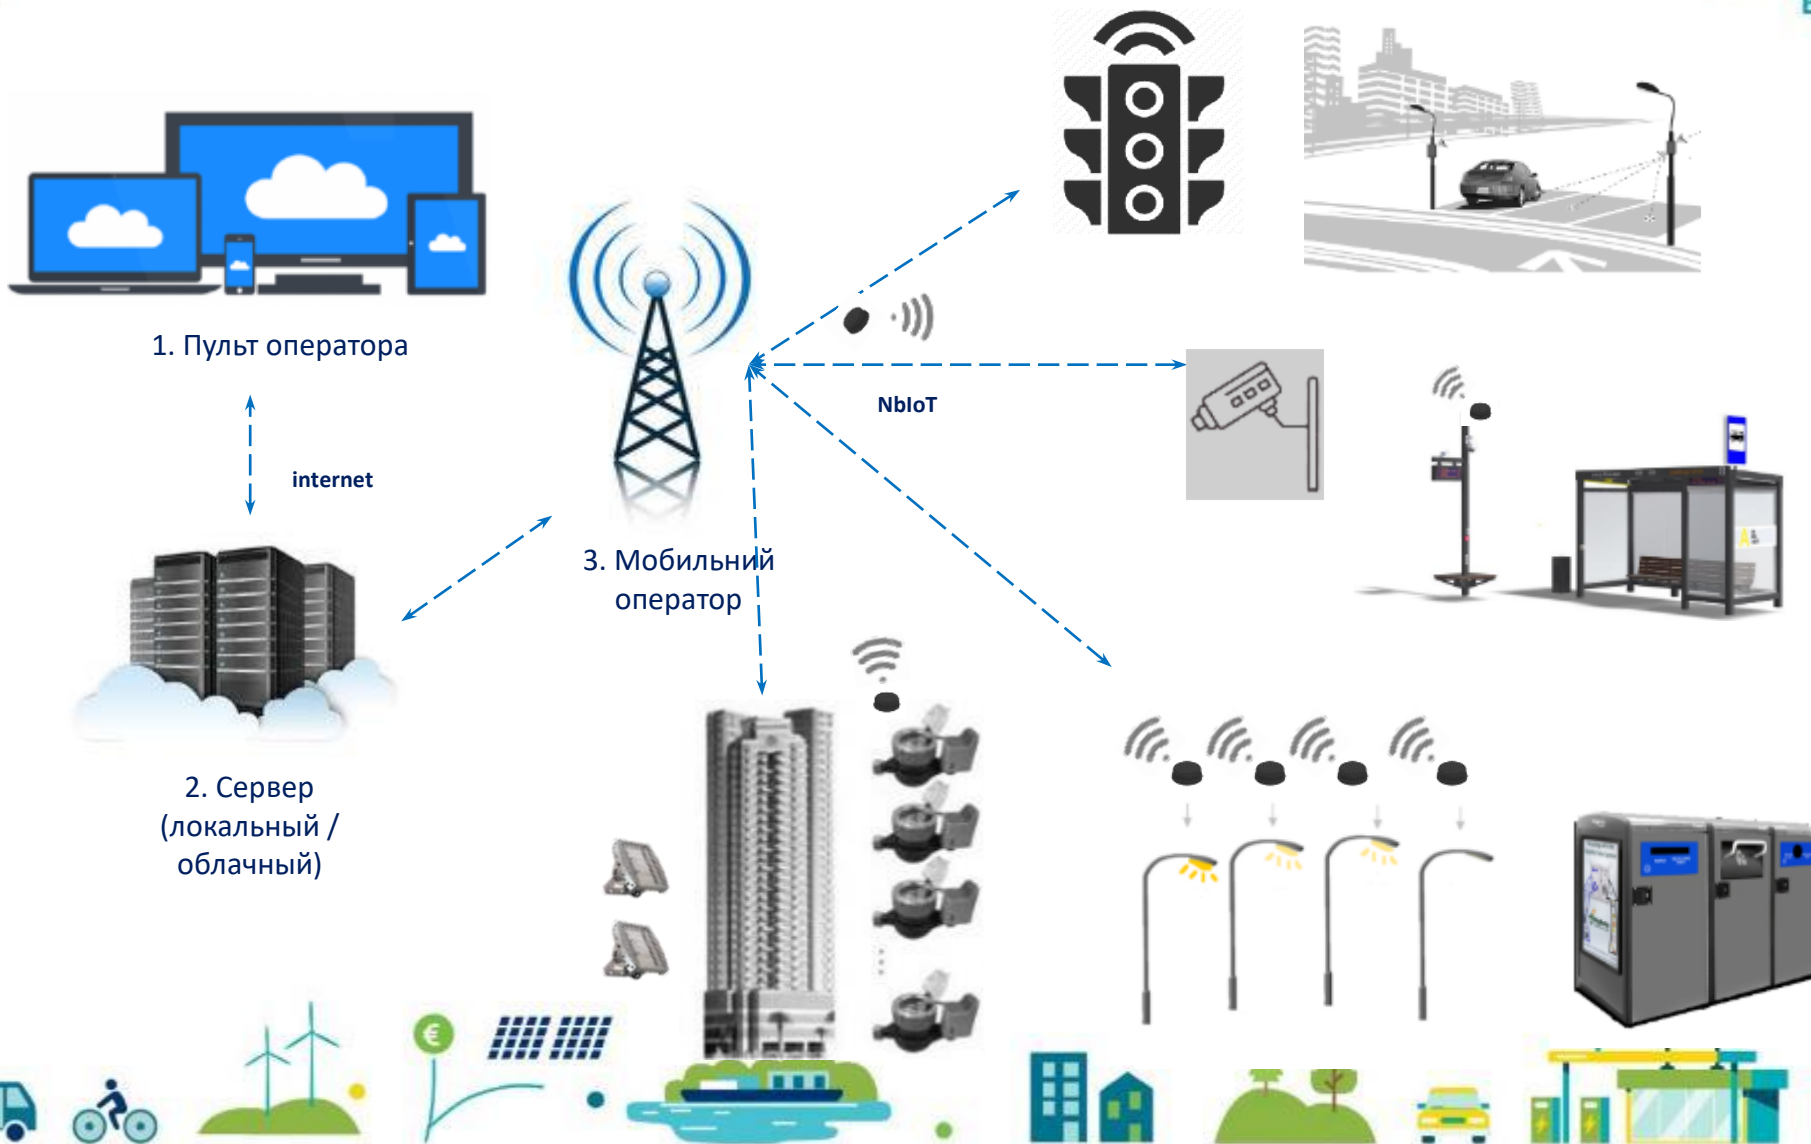 1. Пульт оператора
internet
2. Сервер
(локальный /
облачный)
3. Мобильний
оператор
NbIoT
€
A